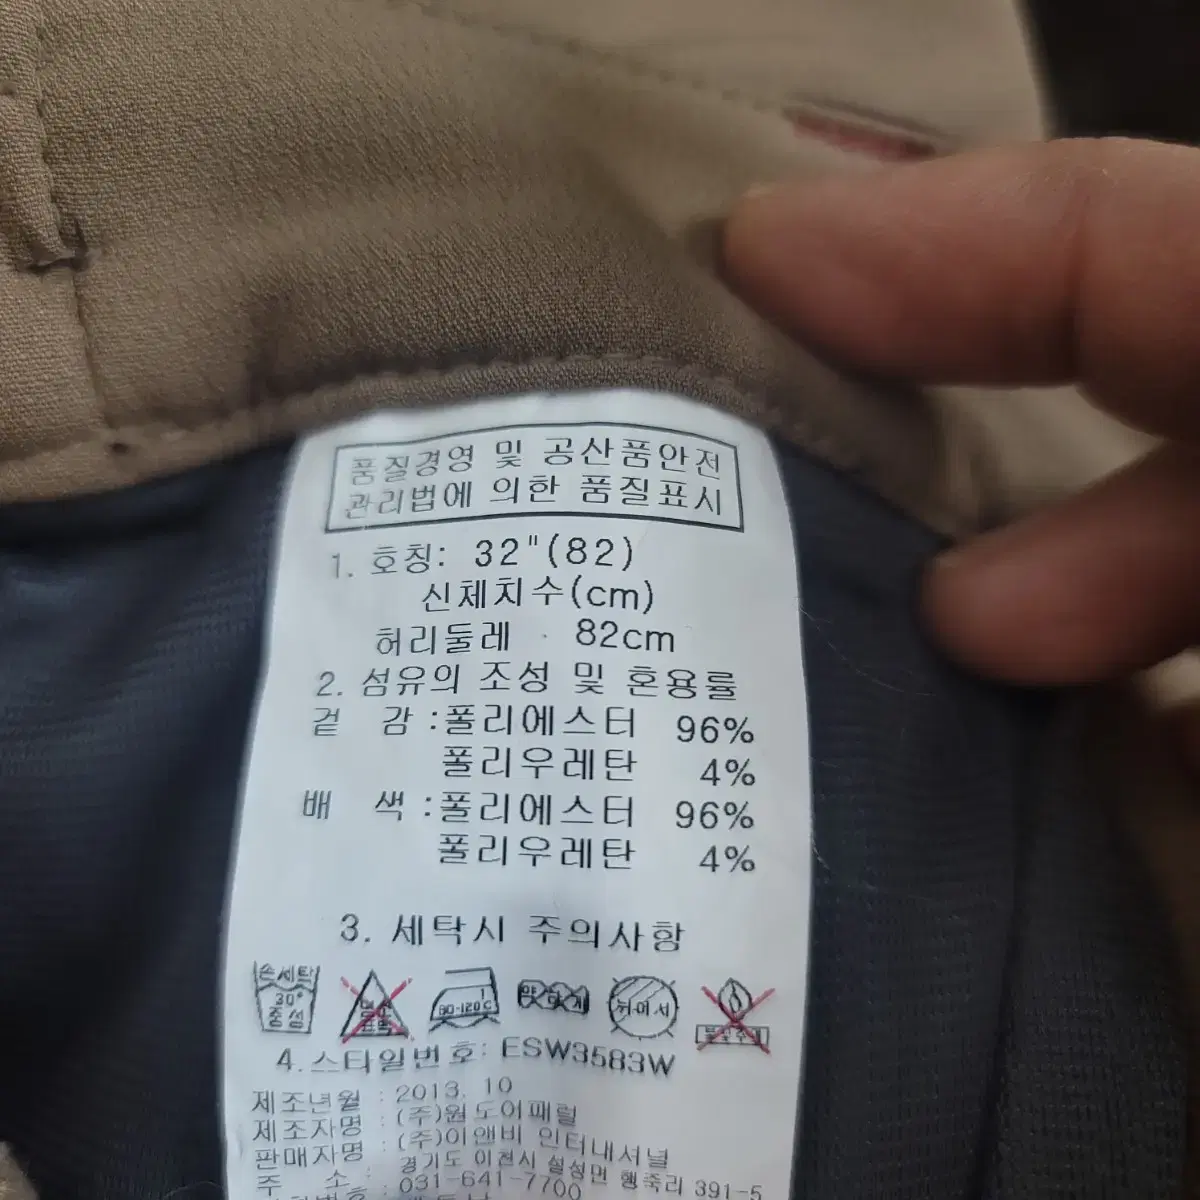 품질경영 및 공산품안전
관리법에 의한 품질표시
1. 호칭: 32"(82)
신체치수(cm)
허리둘레 82cm
2. 섬유의 조성 및 혼용률
겉 감 :폴리에스터 96%
폴리우레탄 4%
배 색 :폴리에스터 96%
폴리우레탄 4%
3. 세탁시 주의사항
손세탁 30° 중성
80-120℃
약하게
뉘어서
4.스타일번호: ESW3583W
제조년월 : 2013. 10
제조자명 : (주)원도어패럴
판매자명 : (주)이앤비 인터내셔널
주 소 : 경기도 이천시 설성면 행죽리 391-5
031-641-7700